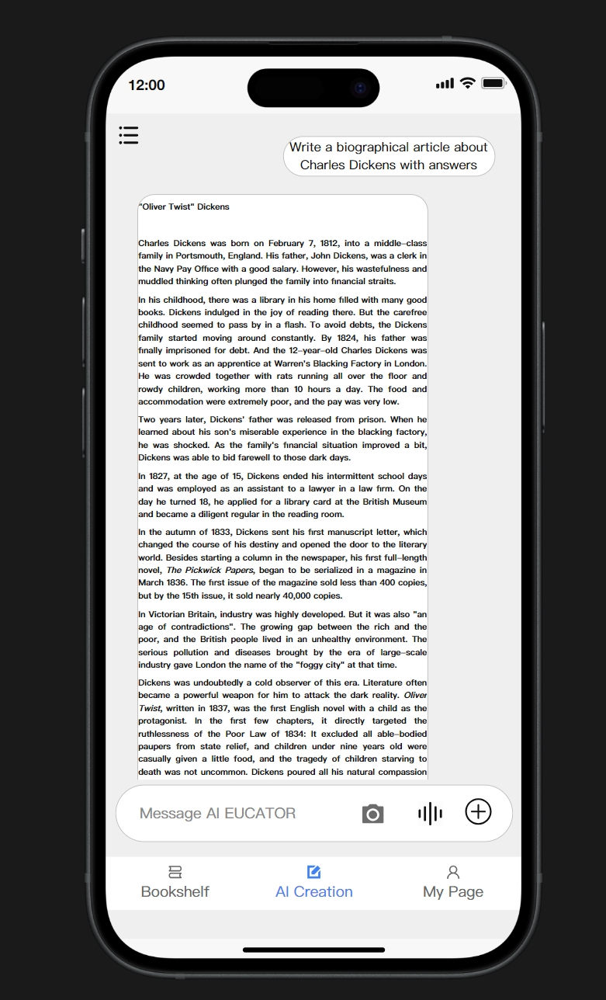 12:00
Write a biographical article about
Charles Dickens with answers
"Oliver Twist" Dickens
Charles Dickens was born on February 7, 1812, into a middle-class
family in Portsmouth, England. His father, John Dickens, was a clerk in
the Navy Pay Office with a good salary. However, his wastefulness and
muddled thinking often plunged the family into financial straits.
In his childhood, there was a library in his home filled with many good
books. Dickens indulged in the joy of reading there. But the carefree
childhood seemed to pass by in a flash. To avoid debts, the Dickens
family started moving around constantly. By 1824, his father was
finally imprisoned for debt. And the 12-year-old Charles Dickens was
sent to work as an apprentice at Warren's Blacking Factory in London.
He was crowded together with rats running all over the floor and
rowdy children, working more than 10 hours a day. The food and
accommodation were extremely poor, and the pay was very low.
Two years later, Dickens' father was released from prison. When he
learned about his son's miserable experience in the blacking factory,
he was shocked. As the family's financial situation improved a bit,
Dickens was able to bid farewell to those dark days.
In 1827, at the age of 15, Dickens ended his intermittent school days
and was employed as an assistant to a lawyer in a law firm. On the
day he turned 18, he applied for a library card at the British Museum
and became a diligent regular in the reading room.
In the autumn of 1833, Dickens sent his first manuscript letter, which
changed the course of his destiny and opened the door to the literary
world. Besides starting a column in the newspaper, his first full-length
novel, The Pickwick Papers, began to be serialized in a magazine in
March 1836. The first issue of the magazine sold less than 400 copies,
but by the 15th issue, it sold nearly 40,000 copies.
In Victorian Britain, industry was highly developed. But it was also "an
age of contradictions". The growing gap between the rich and the
poor, and the British people lived in an unhealthy environment. The
serious pollution and diseases brought by the era of large-scale
industry gave London the name of the "foggy city" at that time.
Dickens was undoubtedly a cold observer of this era. Literature often
became a powerful weapon for him to attack the dark reality. Oliver
Twist, written in 1837, was the first English novel with a child as the
protagonist. In the first few chapters, it directly targeted the
ruthlessness of the Poor Law of 1834: It excluded all able-bodied
paupers from state relief, and children under nine years old were
casually given a little food, and the tragedy of children starving to
death was not uncommon. Dickens poured all his natural compassion
Message AI EUCATOR
Bookshelf
AI Creation
My Page